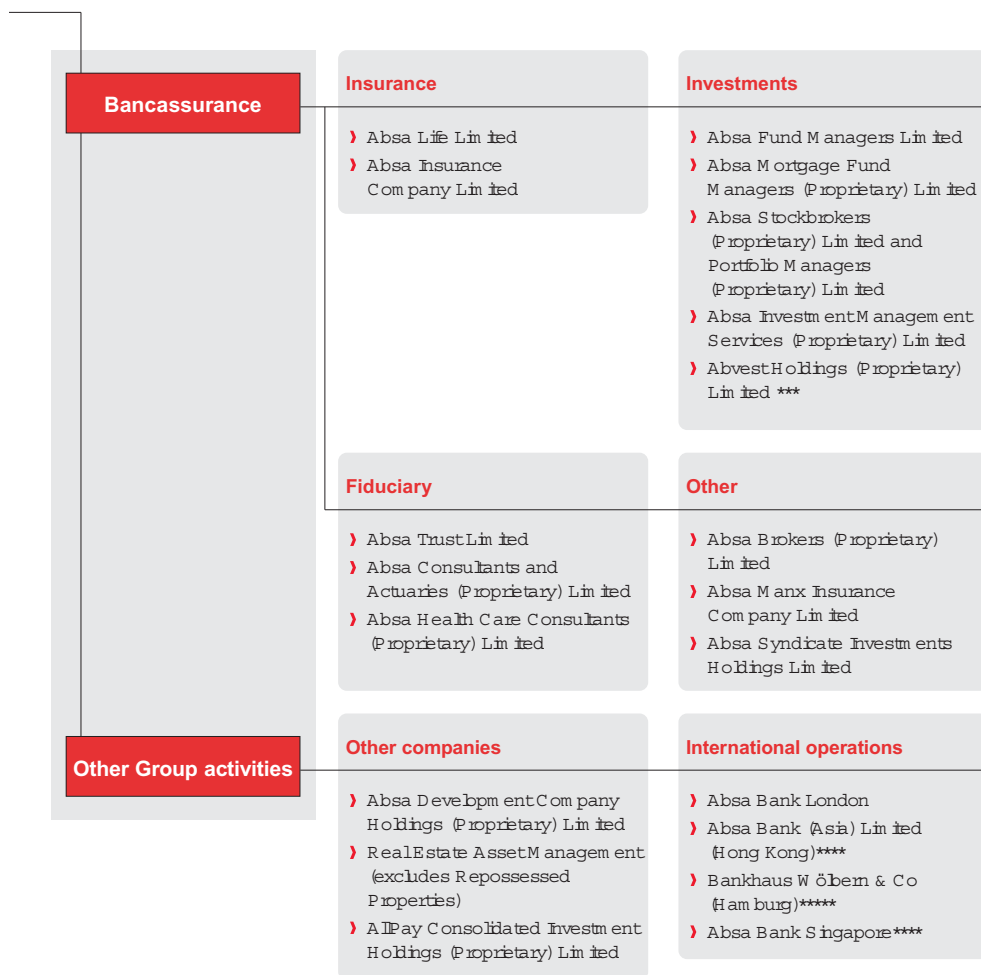 Bancassurance
Insurance
❯ Absa Life Limited
❯ Absa Insurance
Company Limited
Investments
❯ Absa Fund Managers Limited
❯ Absa Mortgage Fund
Managers (Proprietary) Limited
❯ Absa Stockbrokers
(Proprietary) Limited and
Portfolio Managers
(Proprietary) Limited
❯ Absa Investment Management
Services (Proprietary) Limited
❯ Abvest Holdings (Proprietary)
Limited ***
Fiduciary
❯ Absa Trust Limited
❯ Absa Consultants and
Actuaries (Proprietary) Limited
❯ Absa Health Care Consultants
(Proprietary) Limited
Other
❯ Absa Brokers (Proprietary)
Limited
❯ Absa Manx Insurance
Company Limited
❯ Absa Syndicate Investments
Holdings Limited
Other Group activities
Other companies
❯ Absa Development Company
Holdings (Proprietary) Limited
❯ Real Estate Asset Management
(excludes Repossessed
Properties)
❯ AllPay Consolidated Investment
Holdings (Proprietary) Limited
International operations
❯ Absa Bank London
❯ Absa Bank (Asia) Limited
(Hong Kong)****
❯ Bankhaus Wölbern & Co
(Hamburg)*****
❯ Absa Bank Singapore****